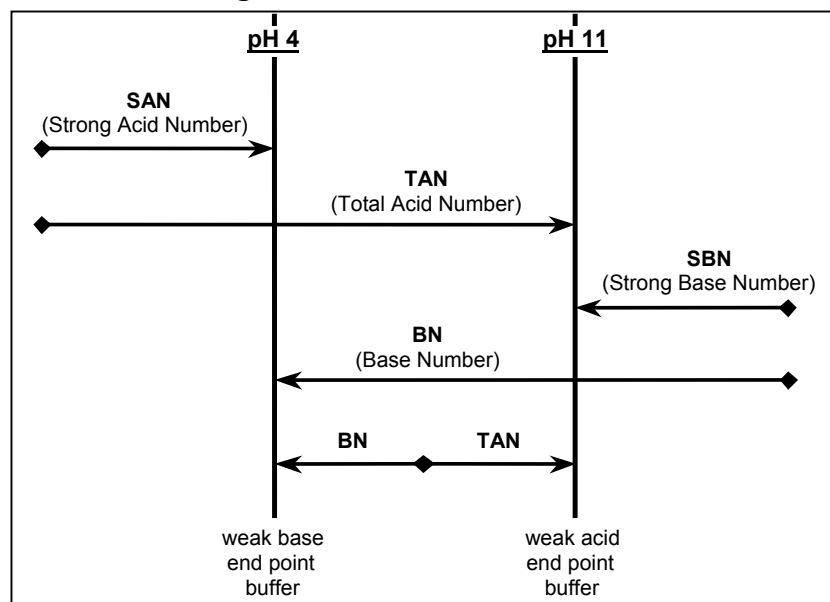 pH 4
pH 11
SAN
(Strong Acid Number)
TAN
(Total Acid Number)
SBN
(Strong Base Number)
BN
(Base Number)
BN
TAN
weak base
end point
buffer
weak acid
end point
buffer